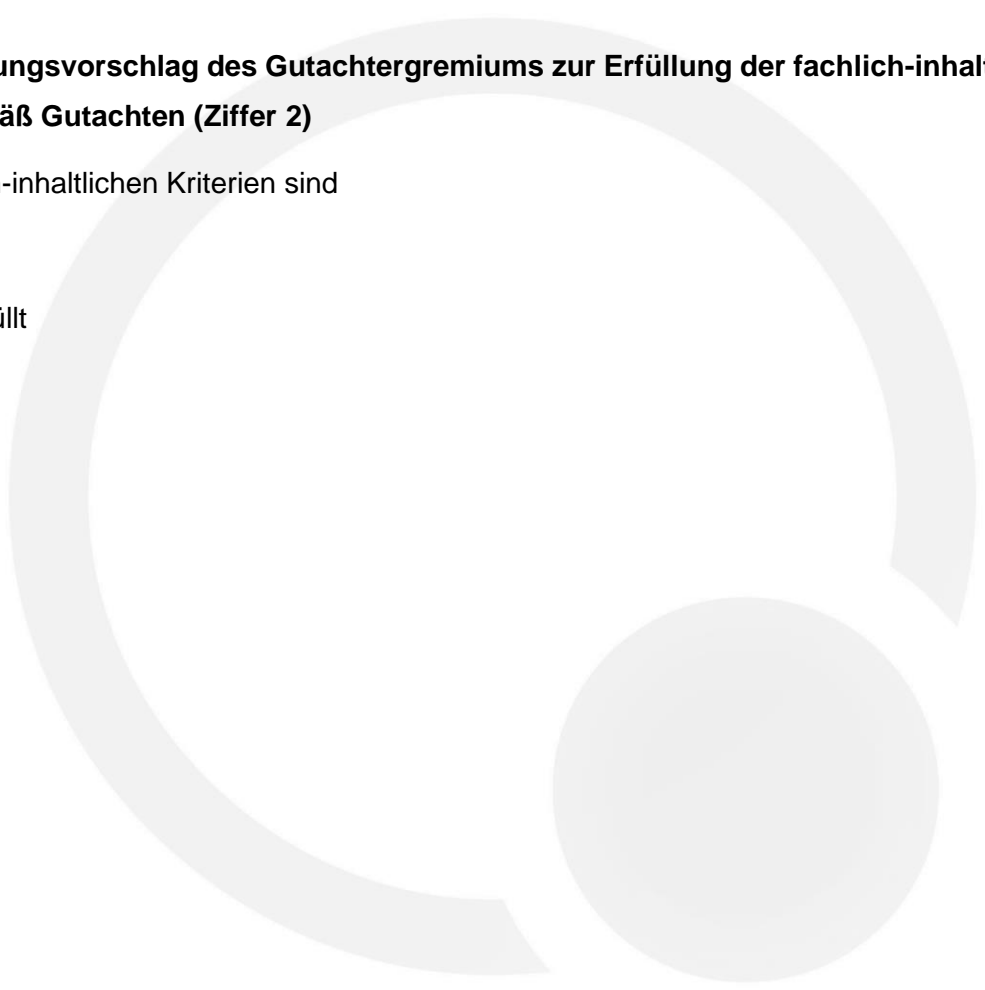 ungsvorschlag des Gutachtergremiums zur Erfüllung der fachlich-inhal
äß Gutachten (Ziffer 2)
-inhaltlichen Kriterien sind
üllt